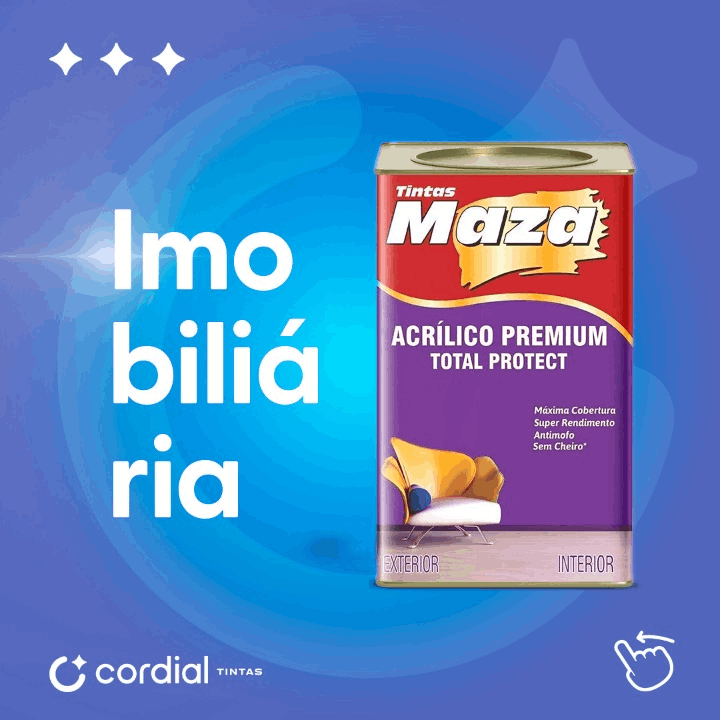 Imo
biliá
ria
Tintas
Maza
ACRÍLICO PREMIUM
TOTAL PROTECT
Máxima Cobertura
Super Rendimento
Antimofo
Sem Cheiro*
EXTERIOR
INTERIOR
cordial TINTAS